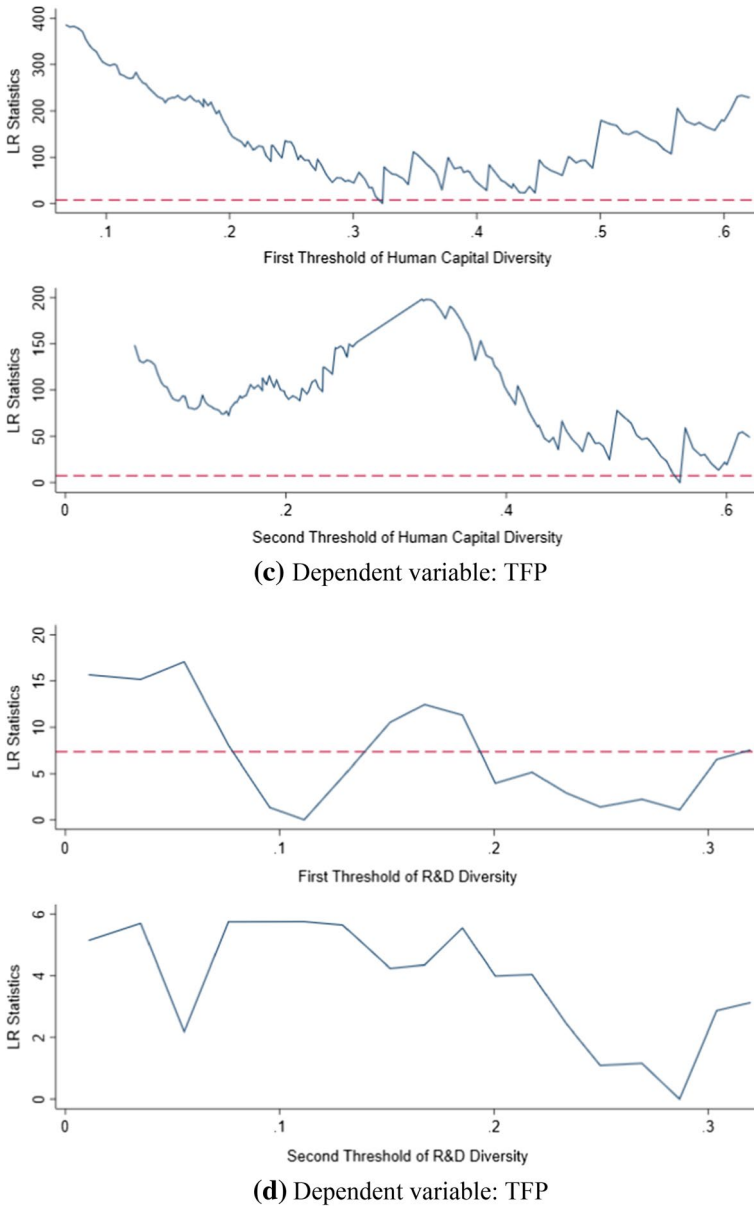 LR Statistics
400
300
200
100
0
.1 .2 .3 .4 .5 .6
First Threshold of Human Capital Diversity
LR Statistics
200
150
100
50
0
0 .2 .4 .6
Second Threshold of Human Capital Diversity
(c) Dependent variable: TFP
LR Statistics
20
15
10
5
0
0 .1 .2 .3
First Threshold of R&D Diversity
LR Statistics
6
4
2
0
0 .1 .2 .3
Second Threshold of R&D Diversity
(d) Dependent variable: TFP